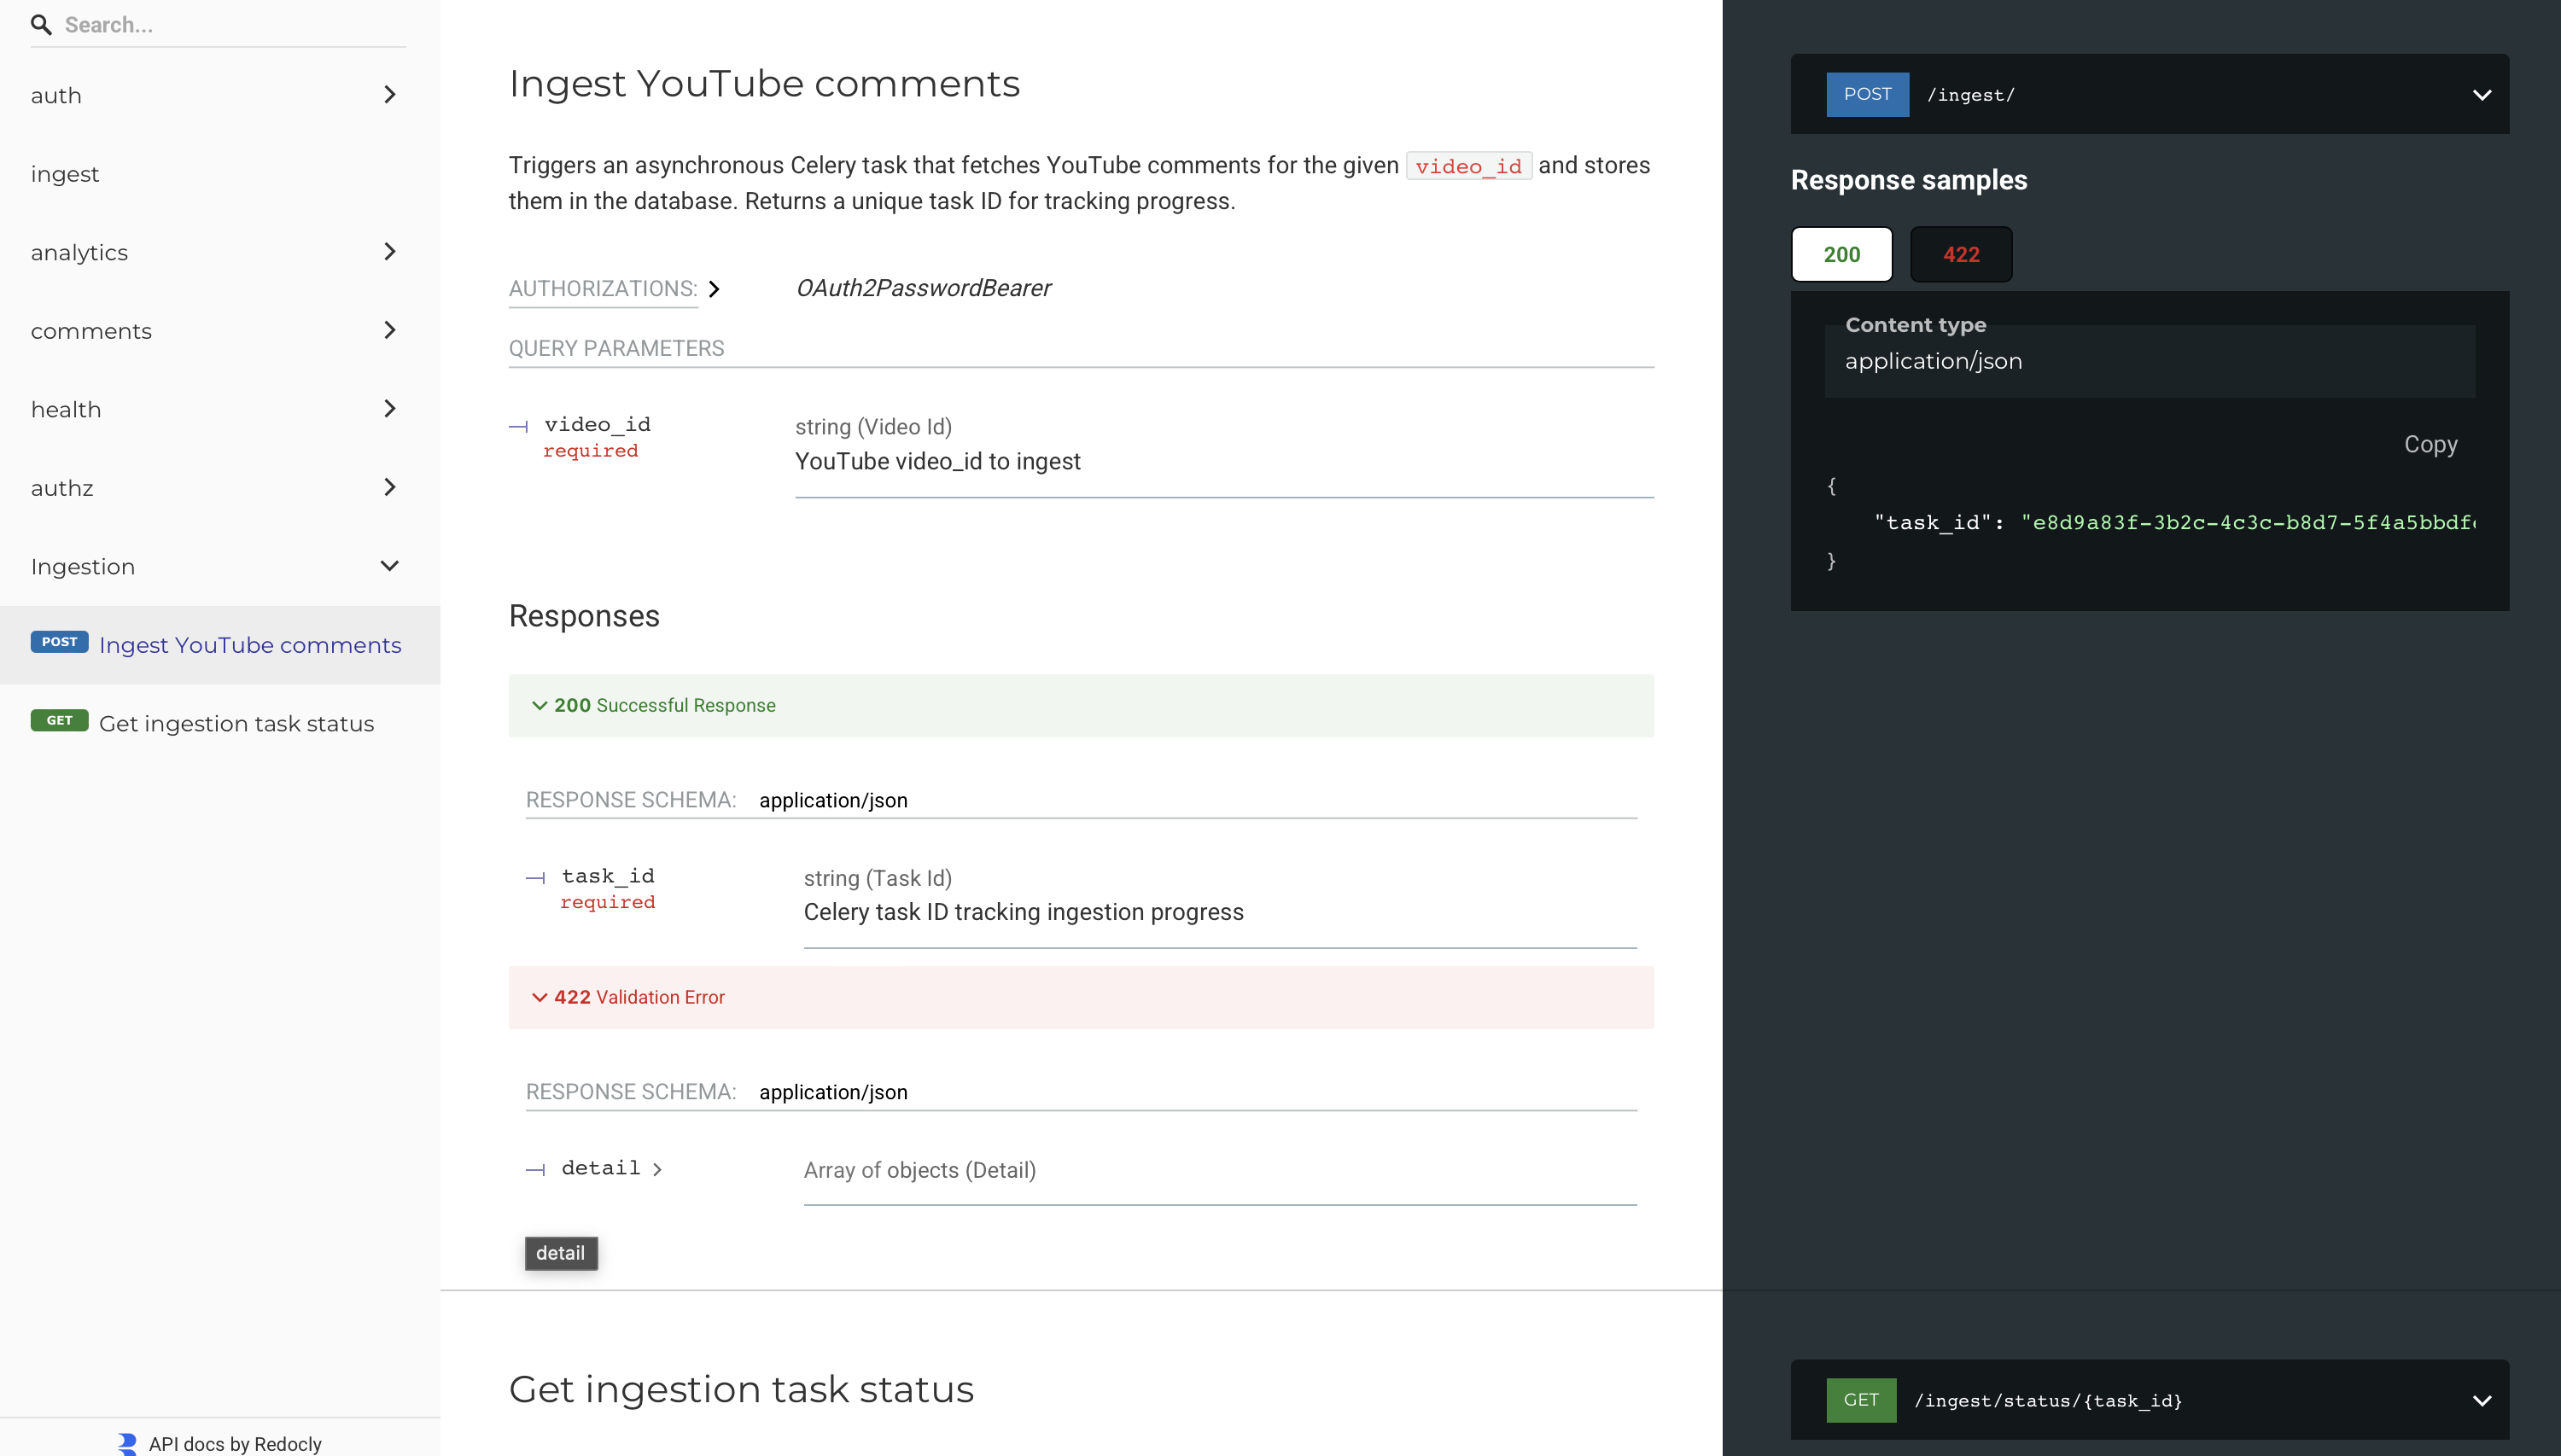 Search...
auth
ingest
analytics
comments
health
authz
Ingestion
POST Ingest YouTube comments
GET Get ingestion task status
API docs by Redocly
Ingest YouTube comments
Triggers an asynchronous Celery task that fetches YouTube comments for the given video_id and stores
them in the database. Returns a unique task ID for tracking progress.
AUTHORIZATIONS: OAuth2PasswordBearer
QUERY PARAMETERS
video_id string (Video Id)
required YouTube video_id to ingest
Responses
200 Successful Response
RESPONSE SCHEMA: application/json
task_id string (Task Id)
required Celery task ID tracking ingestion progress
422 Validation Error
RESPONSE SCHEMA: application/json
detail Array of objects (Detail)
detail
Get ingestion task status
POST /ingest/
Response samples
200 422
Content type
application/json
Copy
{
"task_id": "e8d9a83f-3b2c-4c3c-b8d7-5f4a5bbdf
}
GET /ingest/status/{task_id}